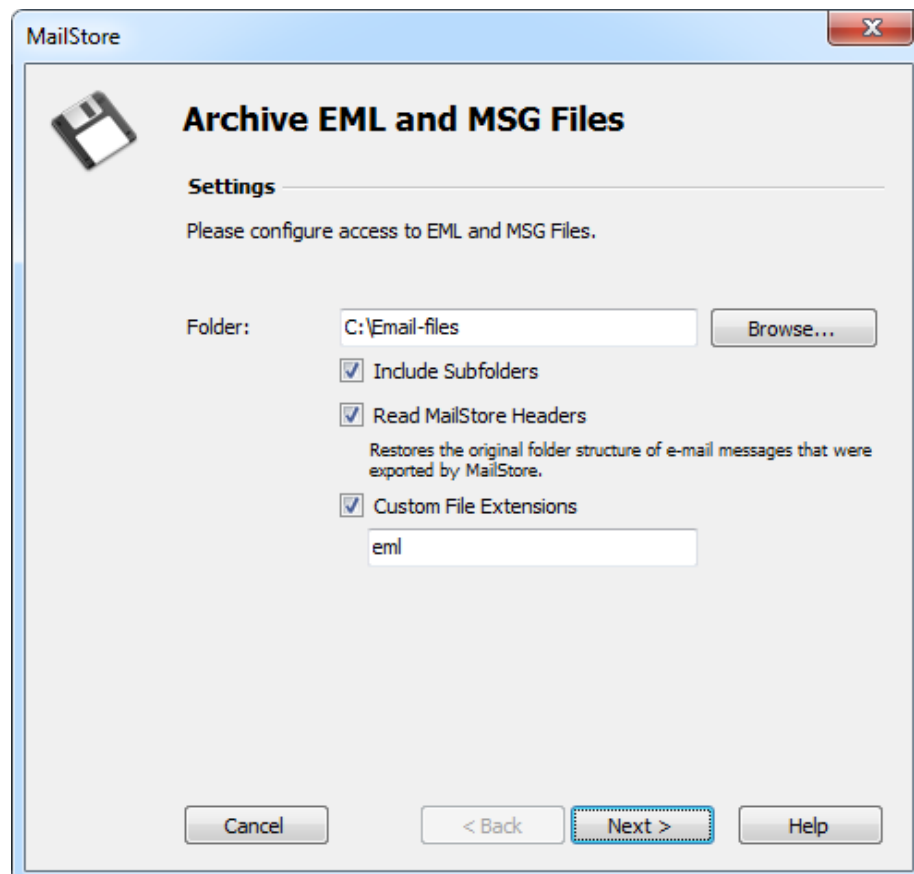 MailStore
Archive EML and MSG Files
Settings
Please configure access to EML and MSG Files.
Folder: C:\Email-files Browse...
Include Subfolders
Read MailStore Headers
Restores the original folder structure of e-mail messages that were
exported by MailStore.
Custom File Extensions
eml
Cancel < Back Next > Help